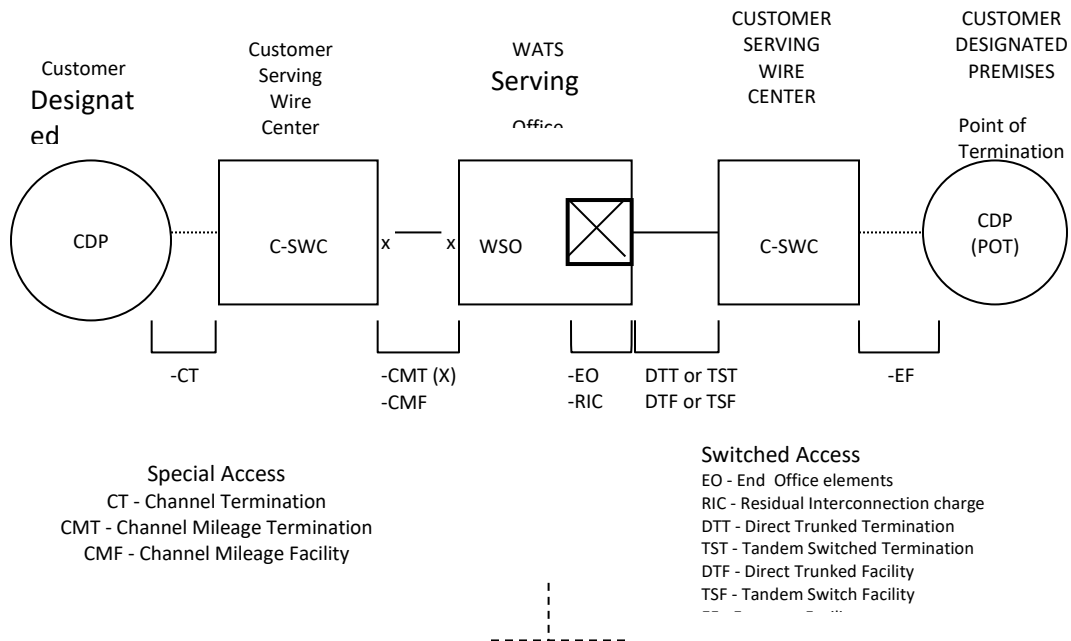 Customer
Designat
ed
Customer
Serving
Wire
Center
WATS
Serving
Office
CUSTOMER
SERVING
WIRE
CENTER
CUSTOMER
DESIGNATED
PREMISES
Point of
Termination
CDP
C-SWC
x
x
WSO
C-SWC
CDP
(POT)
-CT
-CMT (X)
-CMF
-EO
-RIC
DTT or TST
DTF or TSF
-EF
Special Access
CT - Channel Termination
CMT - Channel Mileage Termination
CMF - Channel Mileage Facility
Switched Access
EO - End Office elements
RIC - Residual Interconnection charge
DTT - Direct Trunked Termination
TST - Tandem Switched Termination
DTF - Direct Trunked Facility
TSF - Tandem Switch Facility